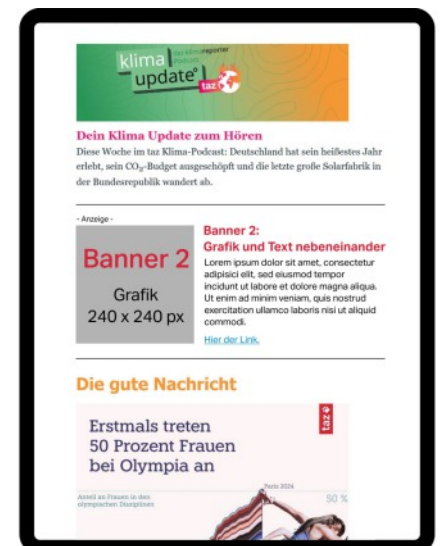 klima
update°
der klimareporter°
Podcast
taz
Dein Klima Update zum Hören
Diese Woche im taz Klima-Podcast: Deutschland hat sein heißestes Jahr
erlebt, sein CO₂-Budget ausgeschöpft und die letzte große Solarfabrik in
der Bundesrepublik wandert ab.
- Anzeige -
Banner 2
Grafik
240 x 240 px
Banner 2:
Grafik und Text nebeneinander
Lorem ipsum dolor sit amet, consectetur
adipisici elit, sed eiusmod tempor
incidunt ut labore et dolore magna aliqua.
Ut enim ad minim veniam, quis nostrud
exercitation ullamco laboris nisi ut aliquid
commodi.
Hier der Link.
Die gute Nachricht
Erstmals treten
50 Prozent Frauen
bei Olympia an
taz
Paris 2024
Anteil an Frauen in den
olympischen Disziplinen
50 %